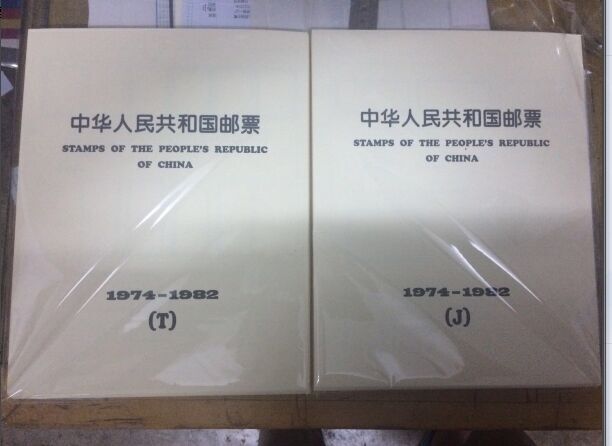 中华人民共和国邮票
STAMPS OF THE PEOPLE'S REPUBLIC
OF CHINA
1974-1982
(T)
中华人民共和国邮票
STAMPS OF THE PEOPLE'S REPUBLIC
OF CHINA
1974-1982
(J)